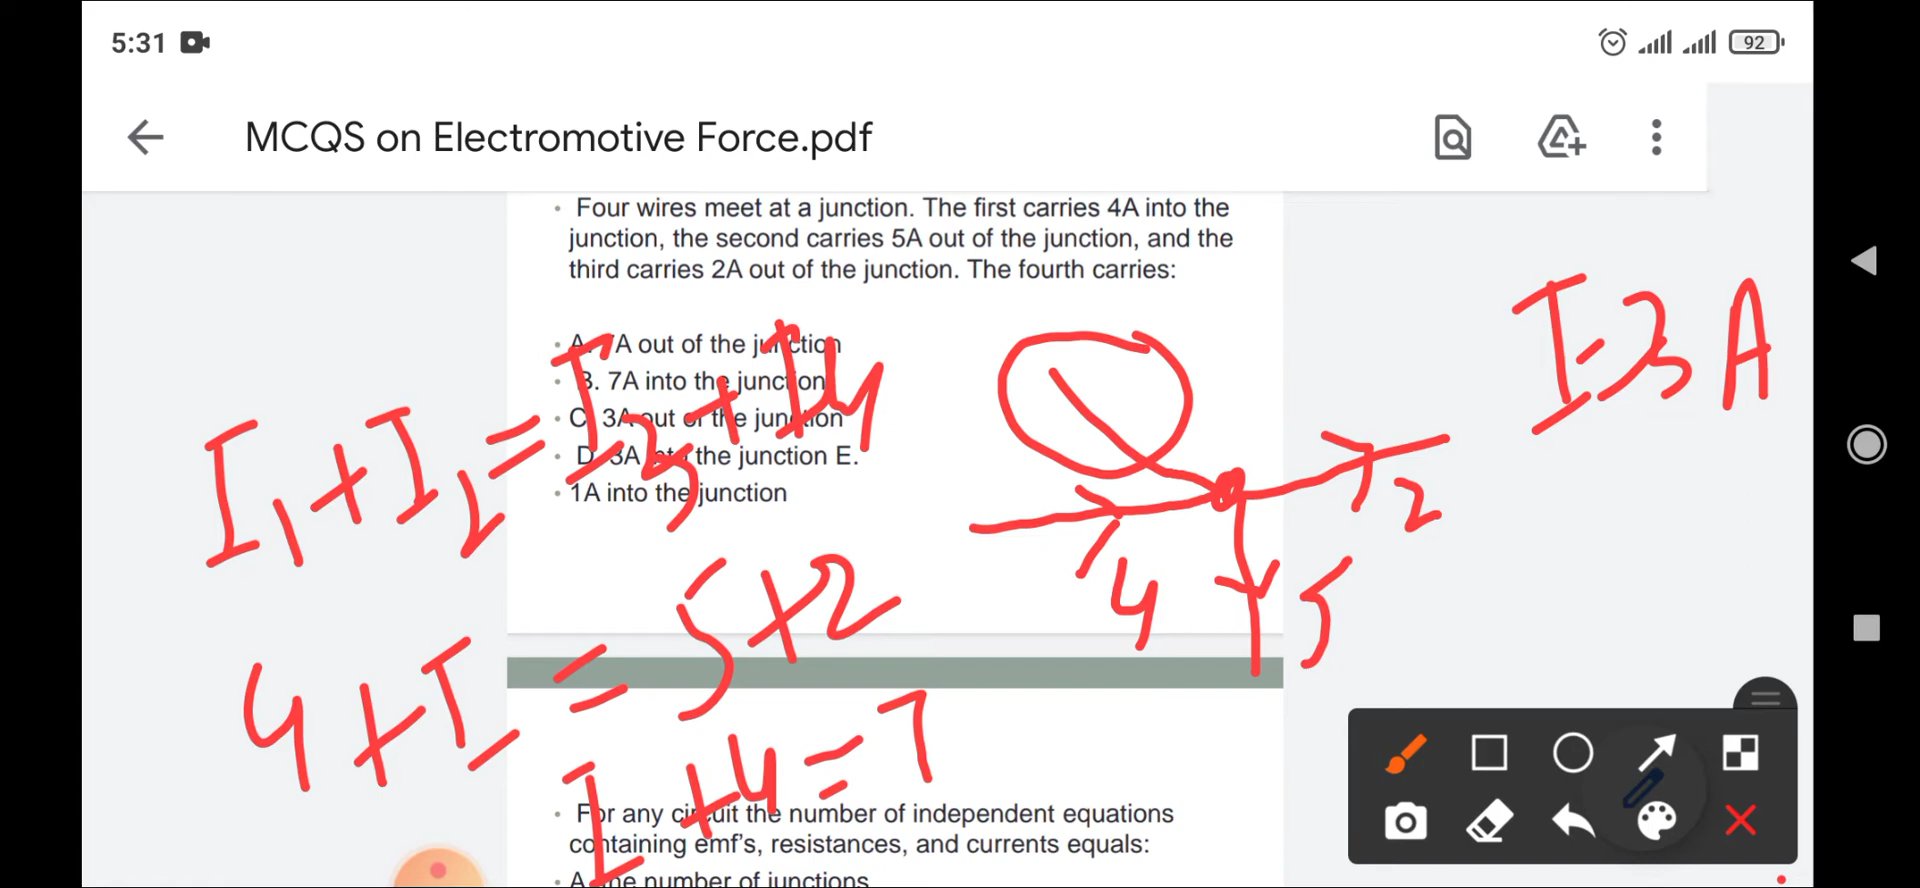 5:31
92
MCQS on Electromotive Force.pdf
• Four wires meet at a junction. The first carries 4A into the
junction, the second carries 5A out of the junction, and the
third carries 2A out of the junction. The fourth carries:
• A. 7A out of the junction
• B. 7A into the junction
• C. 3A out of the junction
• D. 3A into the junction E.
• 1A into the junction
I=3A
I1+I2=I3+I4
2
4
5
4+I=5+2
I+4=7
• For any circuit the number of independent equations
containing emf's, resistances, and currents equals:
• A. the number of junctions